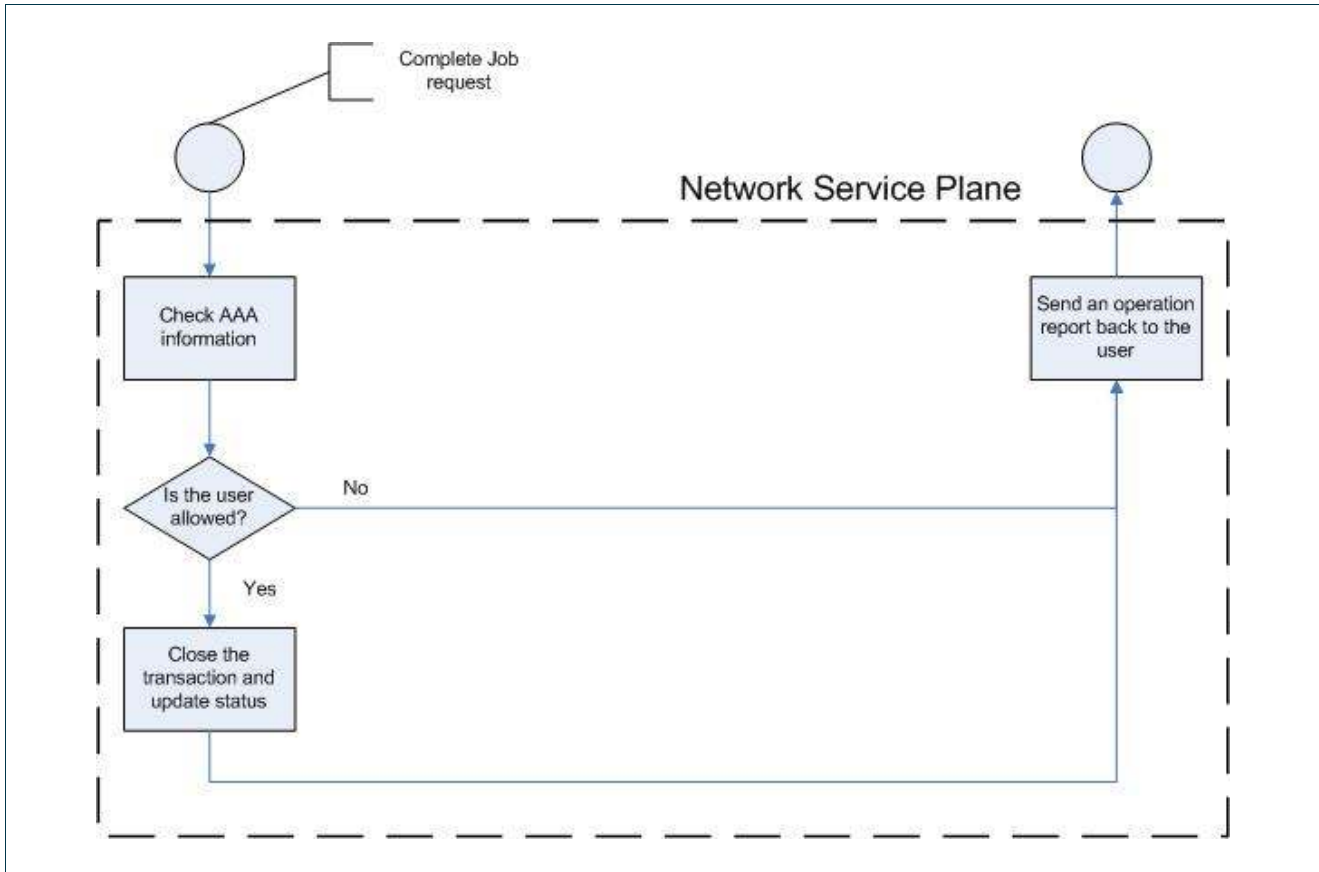 Complete Job
request
Network Service Plane
Check AAA
information
Send an operation
report back to the
user
Is the user
allowed?
No
Yes
Close the
transaction and
update status